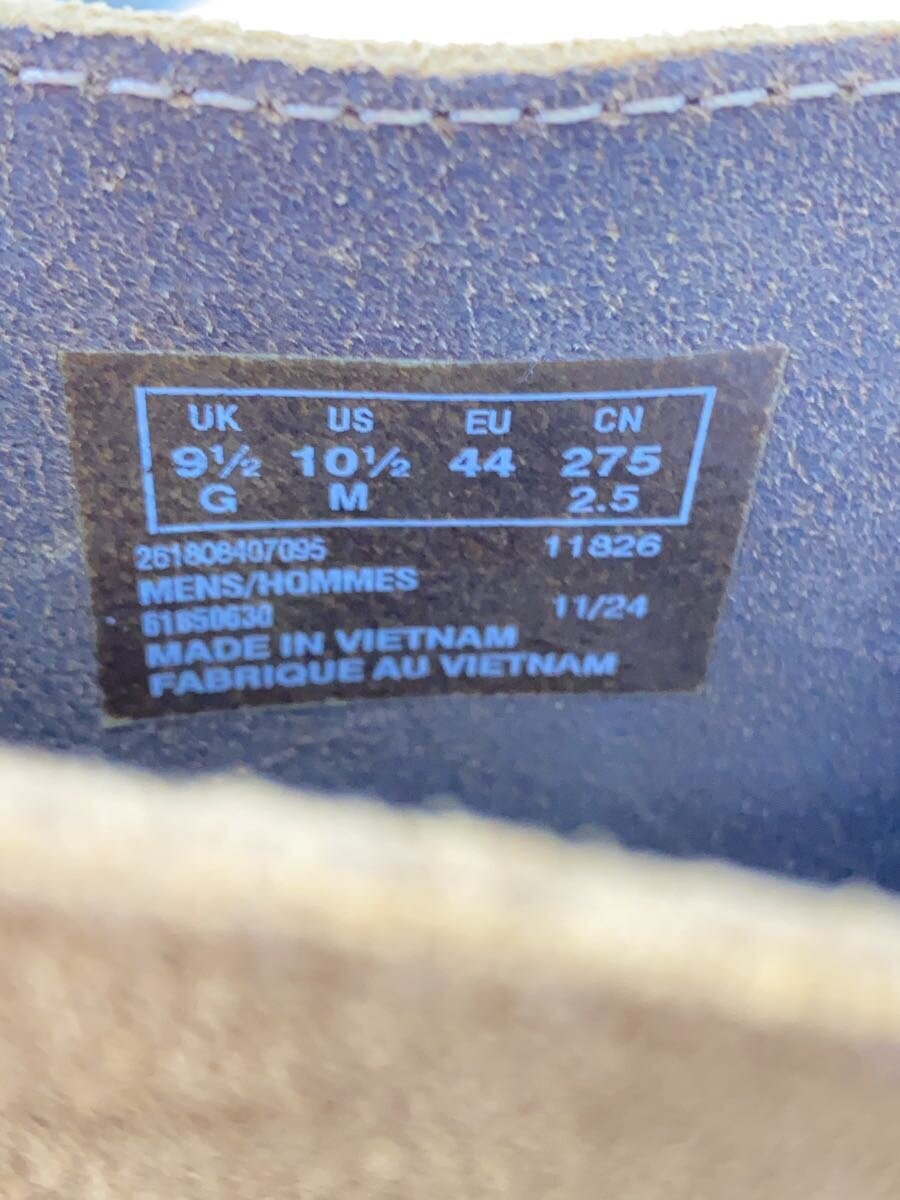 UK US EU CN
9½ 10½ 44 275
G M 2.5
261808407095 11826
MENS/HOMMES
61850630 11/24
MADE IN VIETNAM
FABRIQUE AU VIETNAM